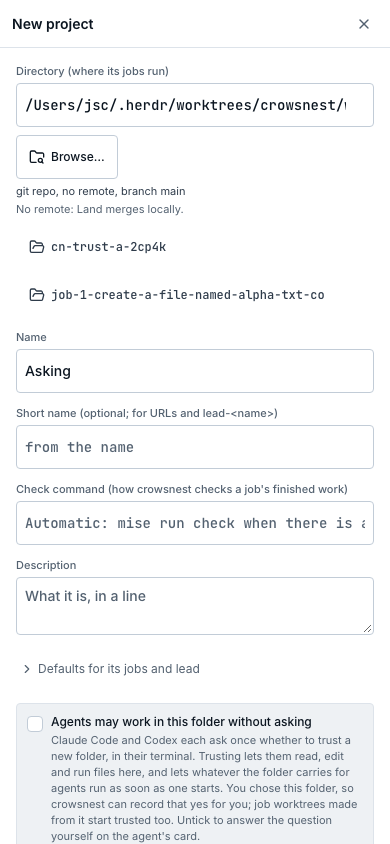 New project
Directory (where its jobs run)
/Users/jsc/.herdr/worktrees/crowsnest/
Browse...
git repo, no remote, branch main
No remote: Land merges locally.
cn-trust-a-2cp4k
job-1-create-a-file-named-alpha-txt-co
Name
Asking
Short name (optional; for URLs and lead-<name>)
from the name
Check command (how crowsnest checks a job's finished work)
Automatic: mise run check when there is a
Description
What it is, in a line
Defaults for its jobs and lead
Agents may work in this folder without asking
Claude Code and Codex each ask once whether to trust a
new folder, in their terminal. Trusting lets them read, edit
and run files here, and lets whatever the folder carries for
agents run as soon as one starts. You chose this folder, so
crowsnest can record that yes for you; job worktrees made
from it start trusted too. Untick to answer the question
yourself on the agent's card.